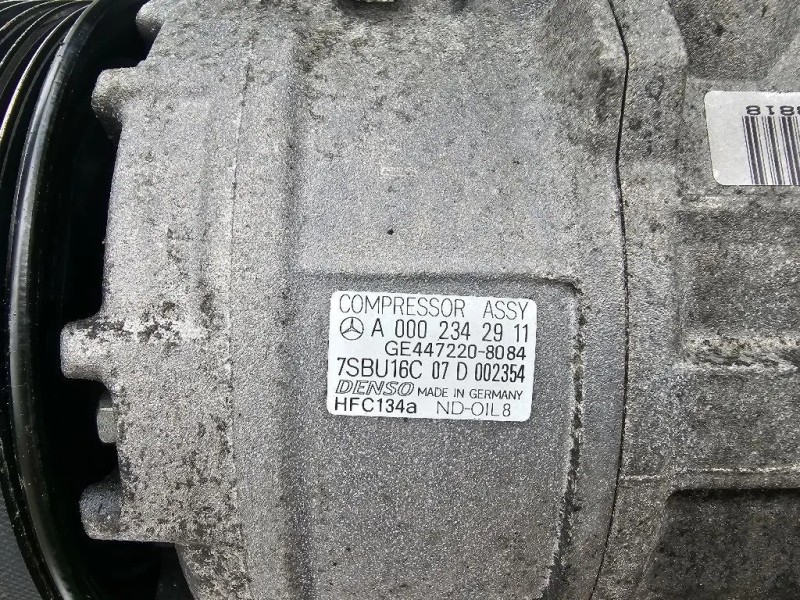 COMPRESSOR ASSY
A 000 234 29 11
GE447220-8084
7SBU16C 07 D 002354
DENSO MADE IN GERMANY
HFC134a ND-OIL8